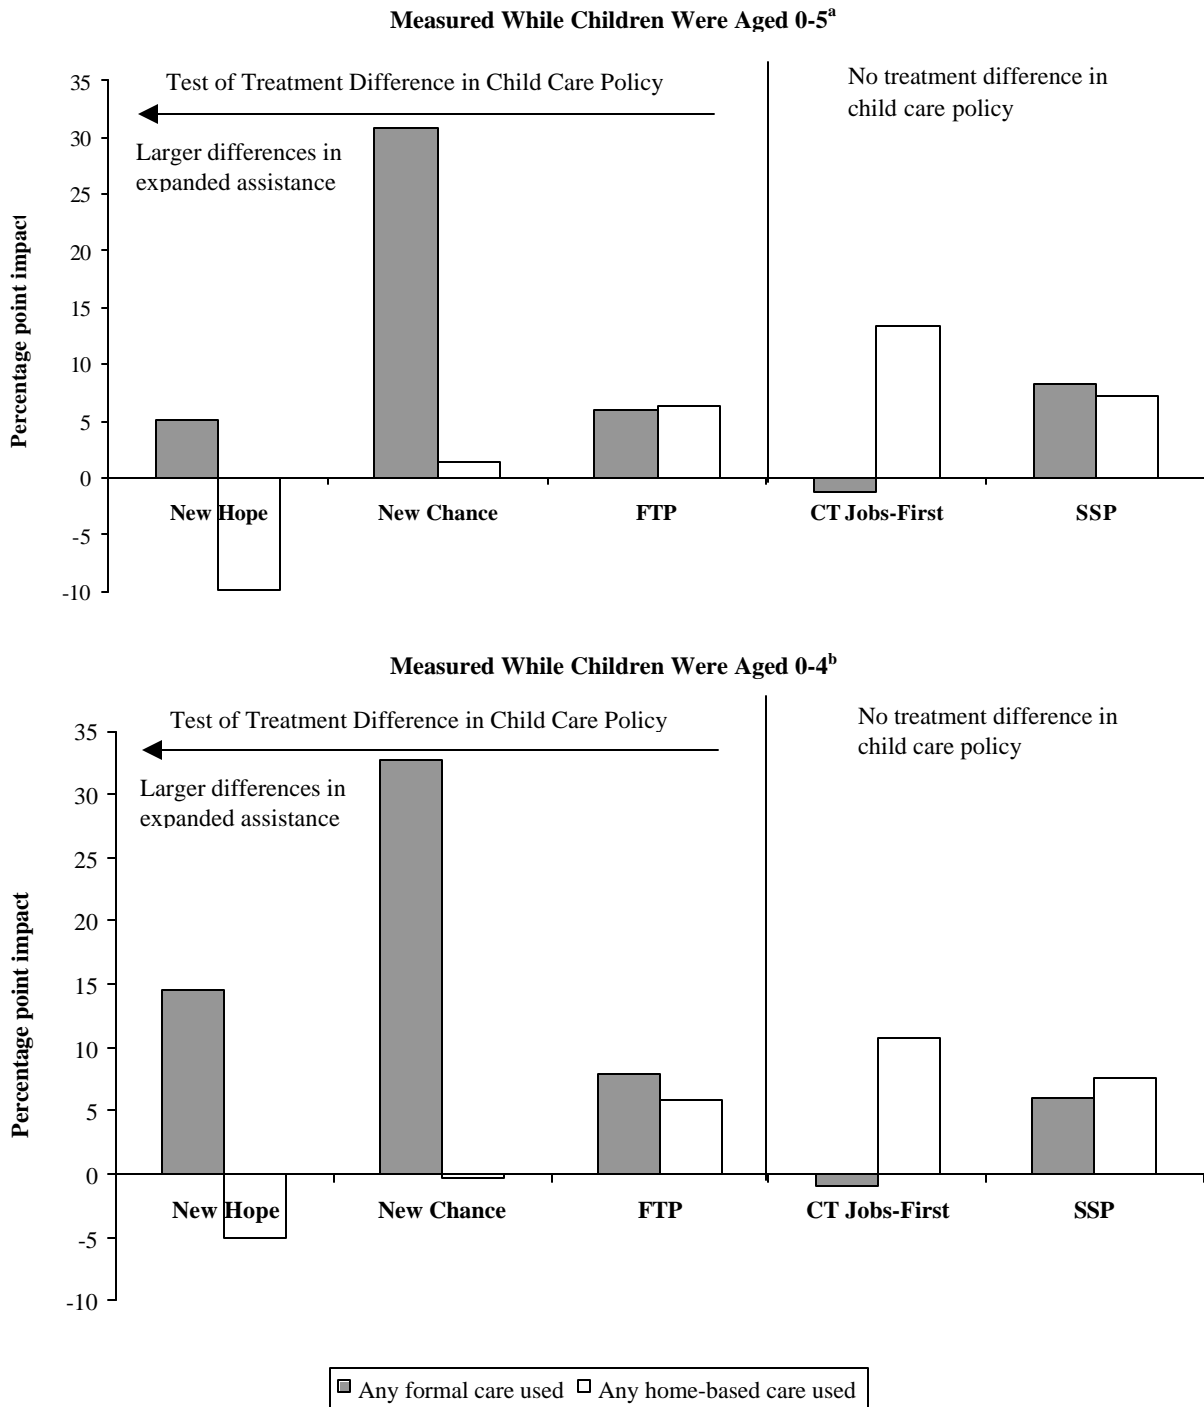 Measured While Children Were Aged 0-5a
Test of Treatment Difference in Child Care Policy
No treatment difference in
child care policy
Larger differences in
expanded assistance
Percentage point impact
35
30
25
20
15
10
5
0
-5
-10
New Hope
New Chance
FTP
CT Jobs-First
SSP
Measured While Children Were Aged 0-4b
Test of Treatment Difference in Child Care Policy
No treatment difference in
child care policy
Larger differences in
expanded assistance
Percentage point impact
35
30
25
20
15
10
5
0
-5
-10
New Hope
New Chance
FTP
CT Jobs-First
SSP
Any formal care used Any home-based care used